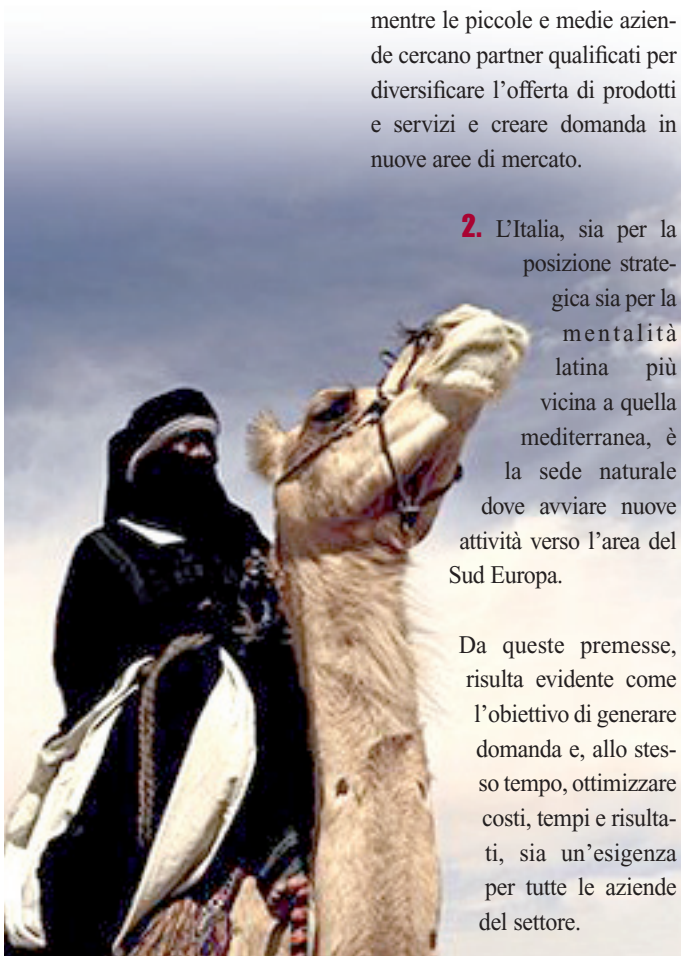 mentre le piccole e medie azien-
de cercano partner qualificati per
diversificare l’offerta di prodotti
e servizi e creare domanda in
nuove aree di mercato.
2. L’Italia, sia per la
posizione strate-
gica sia per la
mentalità
latina più
vicina a quella
mediterranea, è
la sede naturale
dove avviare nuove
attività verso l’area del
Sud Europa.
Da queste premesse,
risulta evidente come
l’obiettivo di generare
domanda e, allo stes-
so tempo, ottimizzare
costi, tempi e risulta-
ti, sia un’esigenza
per tutte le aziende
del settore.